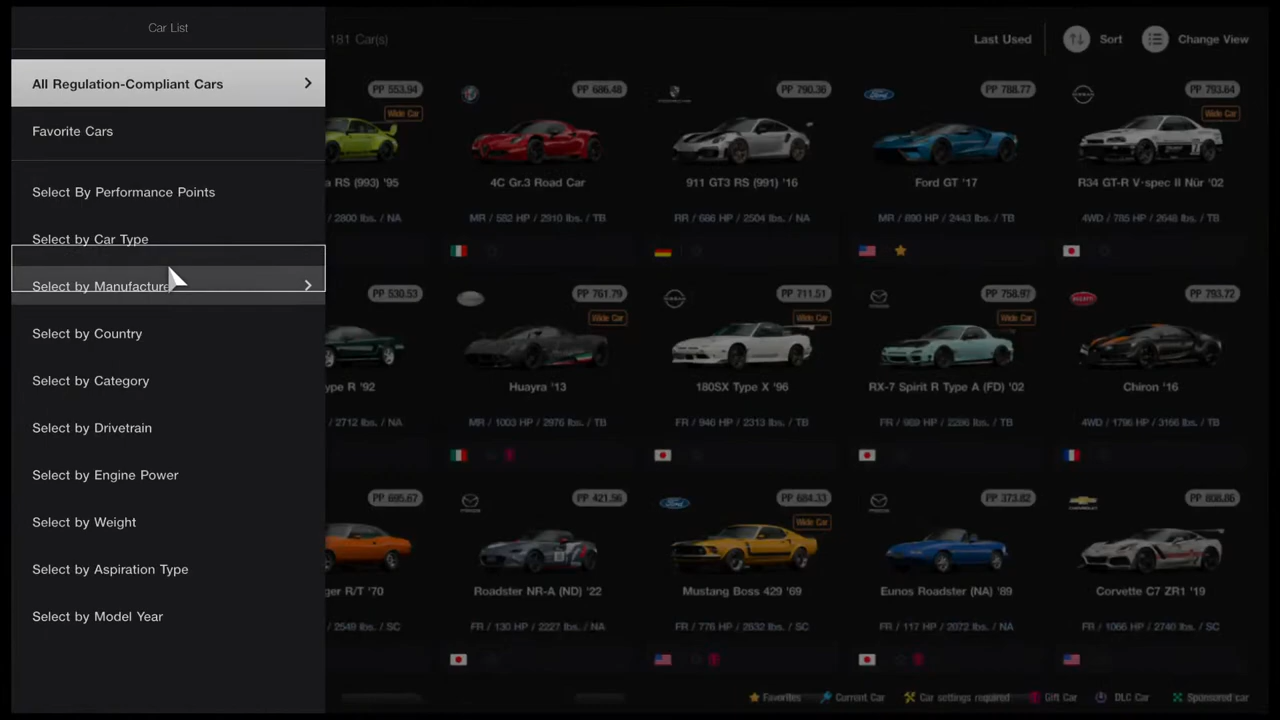 Car List
181 Car(s)
Last Used
Sort
Change View
All Regulation-Compliant Cars
Favorite Cars
Select By Performance Points
Select by Car Type
Select by Manufacture
Select by Country
Select by Category
Select by Drivetrain
Select by Engine Power
Select by Weight
Select by Aspiration Type
Select by Model Year
PP 553.94
PP 686.48
PP 790.36
PP 788.77
PP 793.64
Wide Car
Wide Car
RS (993) '95
4C Gr.3 Road Car
911 GT3 RS (991) '16
Ford GT '17
R34 GT-R V-spec II Nür '02
2800 lbs. / NA
MR / 582 HP / 2910 lbs. / TB
RR / 686 HP / 2504 lbs. / NA
MR / 890 HP / 2443 lbs. / TB
4WD / 785 HP / 2648 lbs. / TB
PP 530.53
PP 761.79
PP 711.51
PP 758.97
PP 793.72
Wide Car
Wide Car
ype R '92
Huayra '13
180SX Type X '96
RX-7 Spirit R Type A (FD) '02
Chiron '16
2712 lbs. / NA
MR / 1003 HP / 2976 lbs. / TB
FR / 946 HP / 2313 lbs. / TB
FR / 989 HP / 2286 lbs. / TB
4WD / 1796 HP / 3166 lbs. / TB
PP 695.67
PP 421.56
PP 684.33
PP 373.82
PP 808.86
Wide Car
ger R/T '70
Roadster NR-A (ND) '22
Mustang Boss 429 '69
Eunos Roadster (NA) '89
Corvette C7 ZR1 '19
2549 lbs. / SC
FR / 130 HP / 2227 lbs. / NA
FR / 776 HP / 2632 lbs. / SC
FR / 117 HP / 2072 lbs. / NA
FR / 1066 HP / 2740 lbs. / SC
Favorites
Current Car
Car settings required
Gift Car
DLC Car
Sponsored car